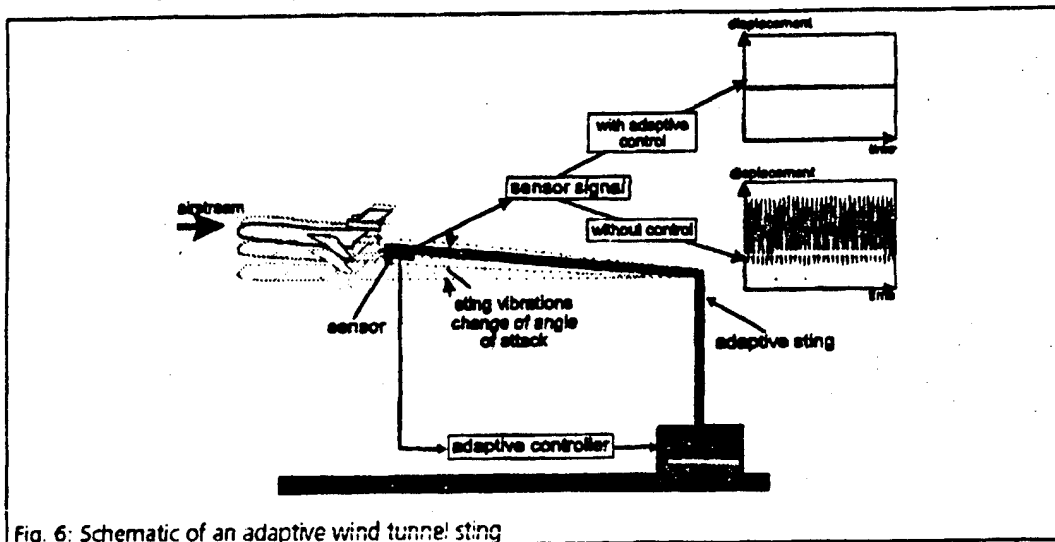 displacement
with adaptive
control
time
sensor signal
displacement
airstream
without control
time
sting vibrations
change of angle
of attack
sensor
adaptive sting
adaptive controller
Fig. 6: Schematic of an adaptive wind tunnel sting